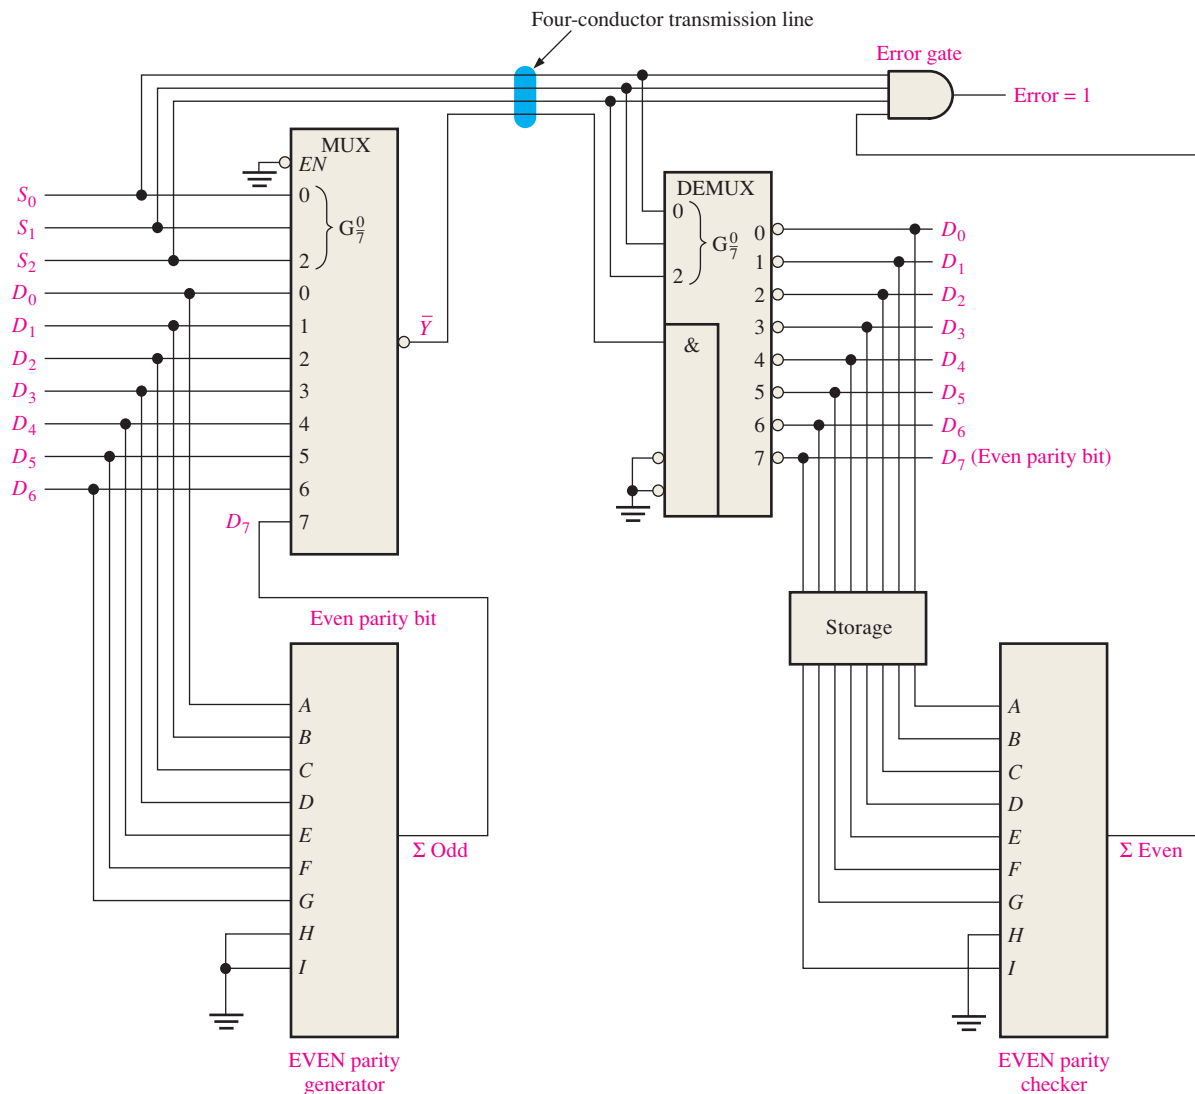 Four-conductor transmission line
Error gate
Error = 1
MUX
EN
S0
0
S1
G 0/7
S2
2
D0
0
D1
1
D2
2
D3
3
D4
4
D5
5
D6
6
D7
7
Y̅
DEMUX
0
G 0/7
2
&
0
D0
1
D1
2
D2
3
D3
4
D4
5
D5
6
D6
7
D7 (Even parity bit)
Even parity bit
A
B
C
D
E
F
G
H
I
Σ Odd
EVEN parity
generator
Storage
A
B
C
D
E
F
G
H
I
Σ Even
EVEN parity
checker